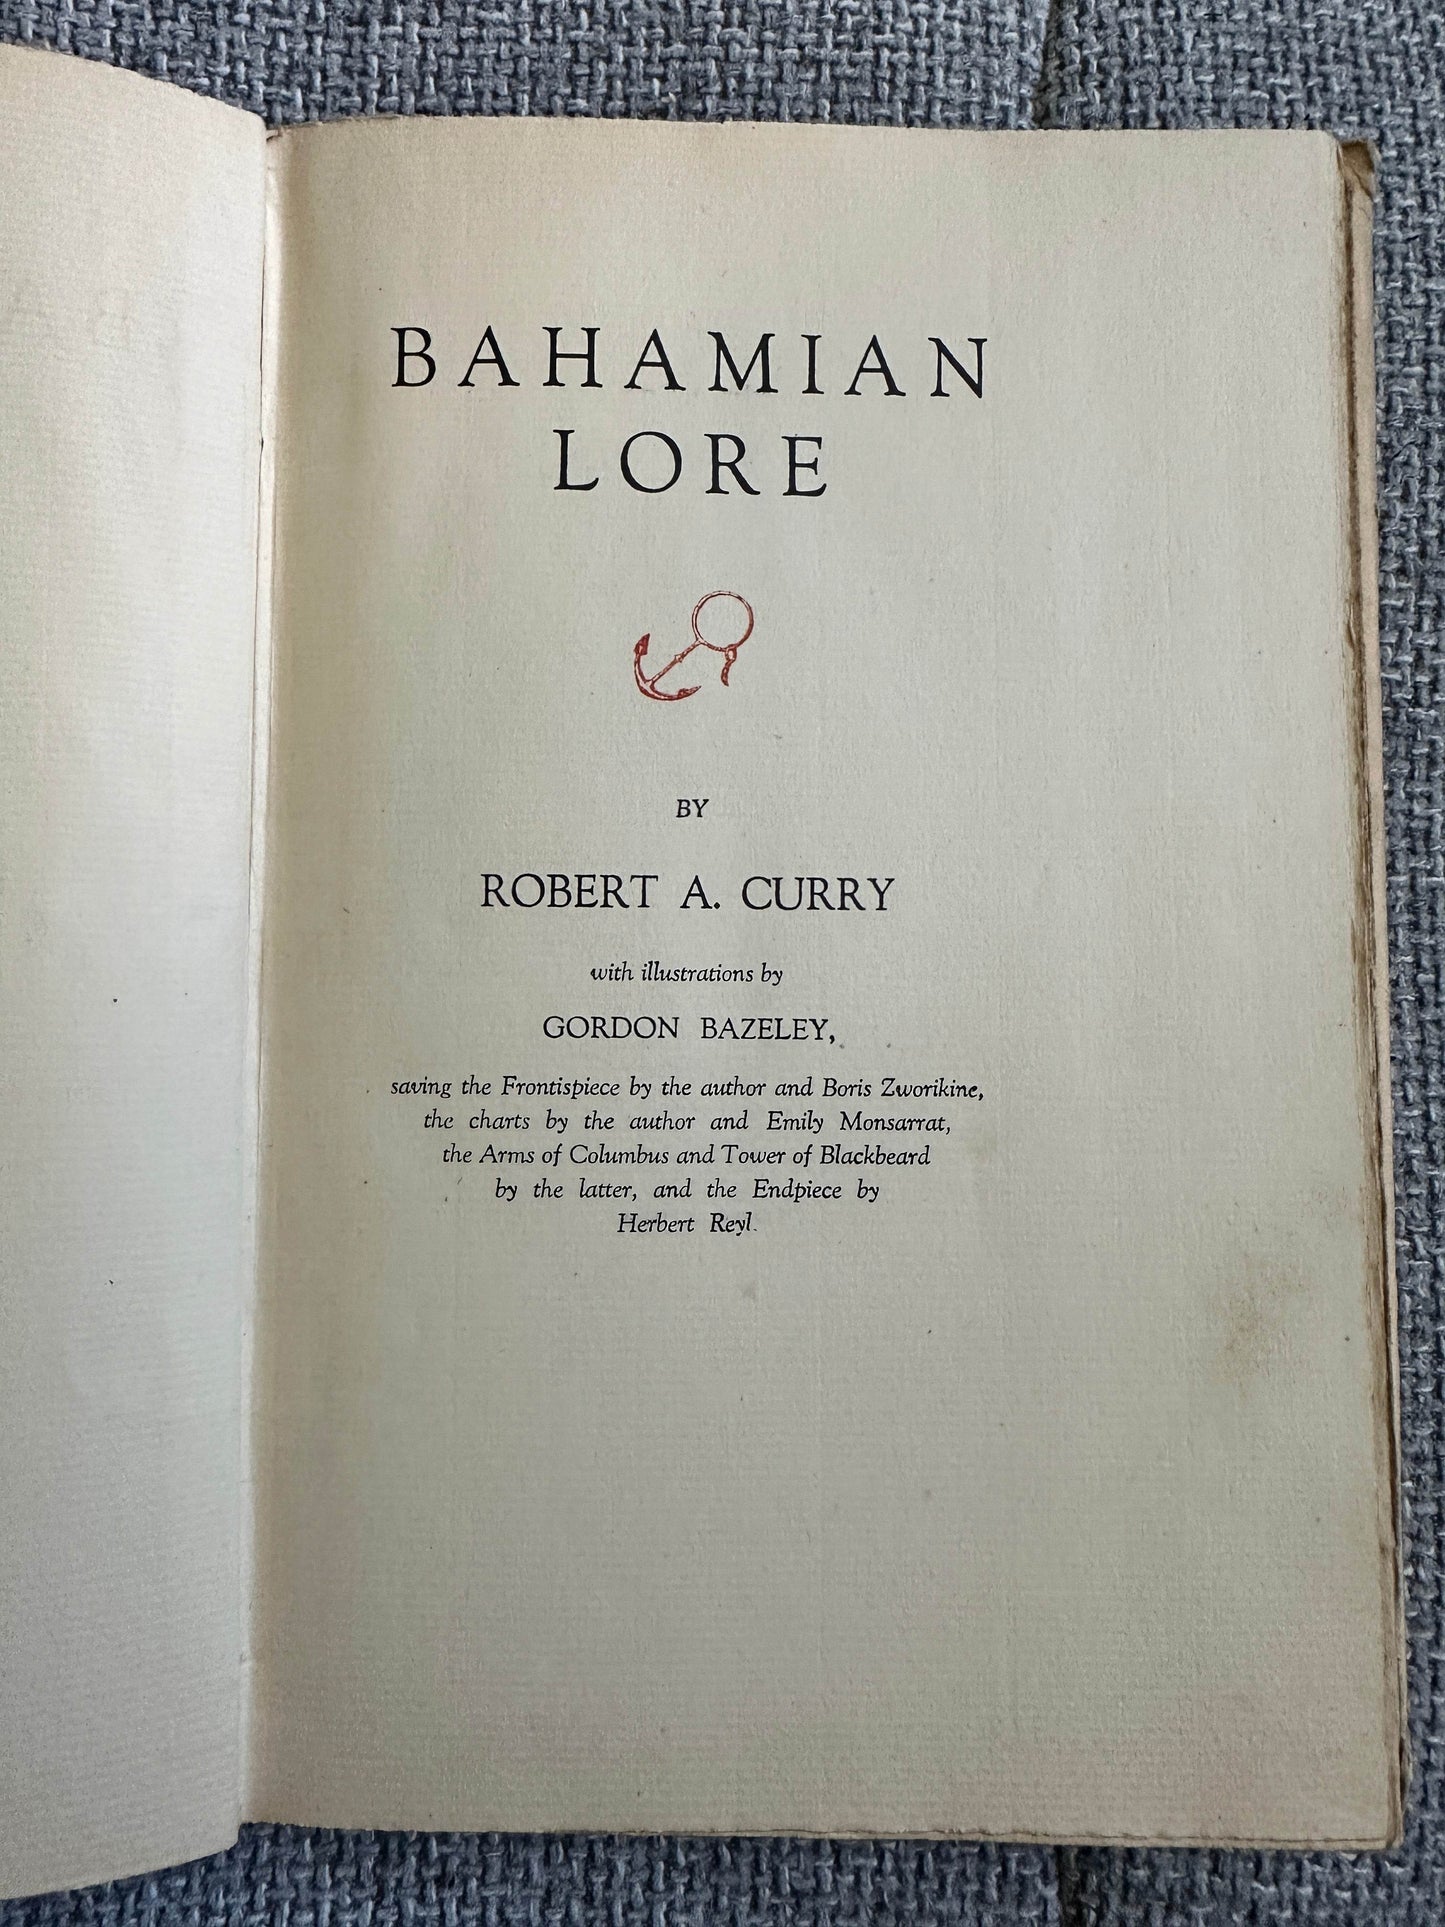 BAHAMIAN
LORE
BY
ROBERT A. CURRY
with illustrations by
GORDON BAZELEY,
saving the Frontispiece by the author and Boris Zworikine,
the charts by the author and Emily Monsarrat,
the Arms of Columbus and Tower of Blackbeard
by the latter, and the Endpiece by
Herbert Reyl.